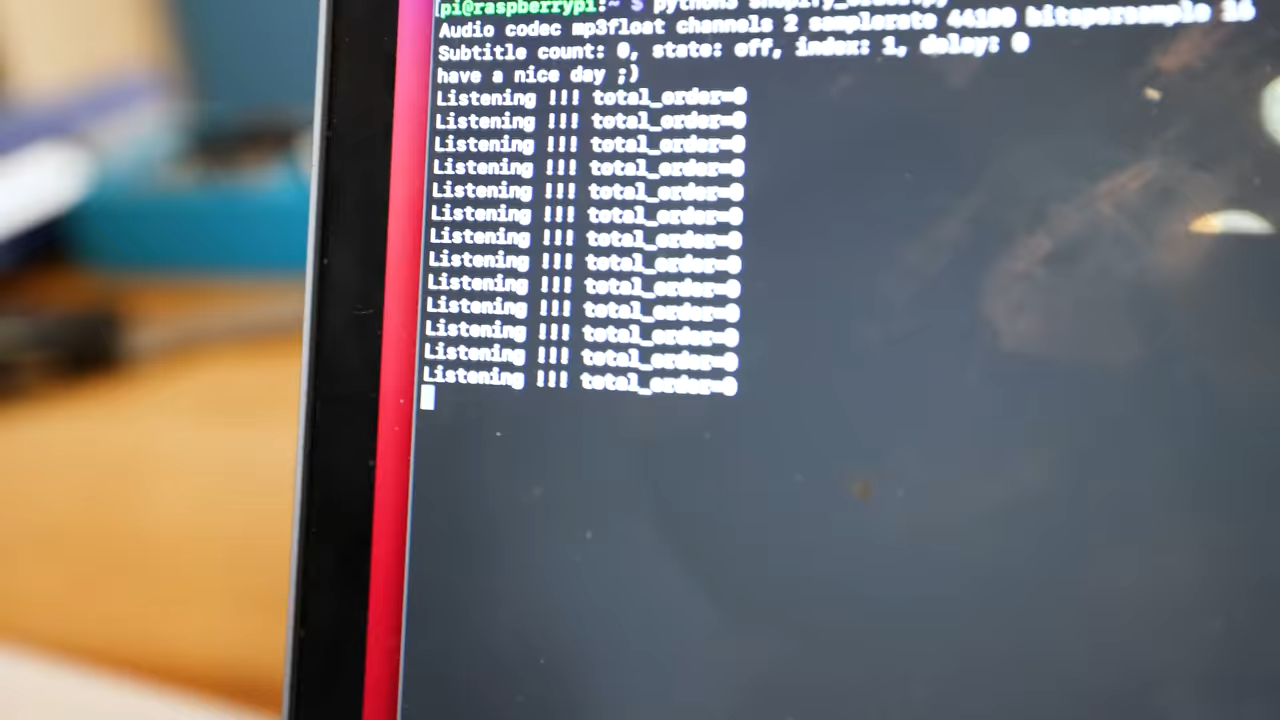 pi@raspberrypi:~ $ python3
Audio codec mp3float channels 2 samplerate 44100 bitspersample 16
Subtitle count: 0, state: off, index: 1, delay: 0
have a nice day ;)
Listening !!! total_order=0
Listening !!! total_order=0
Listening !!! total_order=0
Listening !!! total_order=0
Listening !!! total_order=0
Listening !!! total_order=0
Listening !!! total_order=0
Listening !!! total_order=0
Listening !!! total_order=0
Listening !!! total_order=0
Listening !!! total_order=0
Listening !!! total_order=0
Listening !!! total_order=0